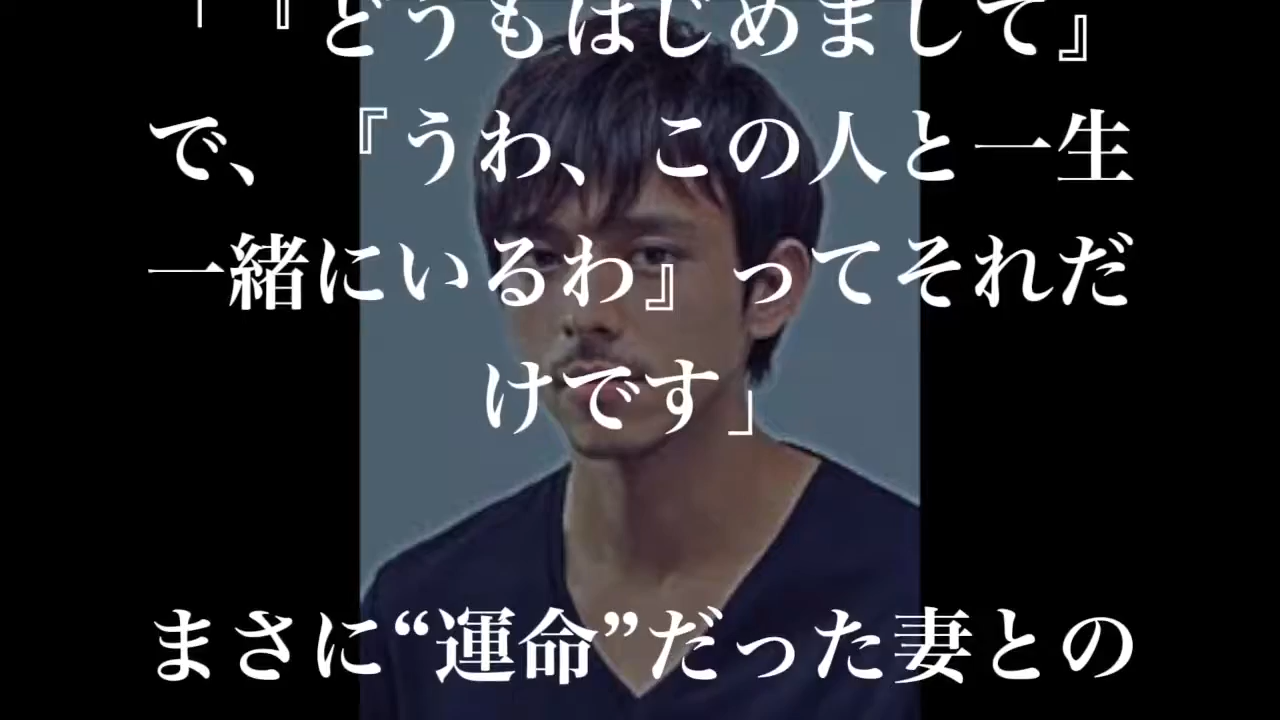 「『どうもはじめまして』
で、『うわ、この人と一生
一緒にいるわ』ってそれだ
けです」
まさに“運命”だった妻との